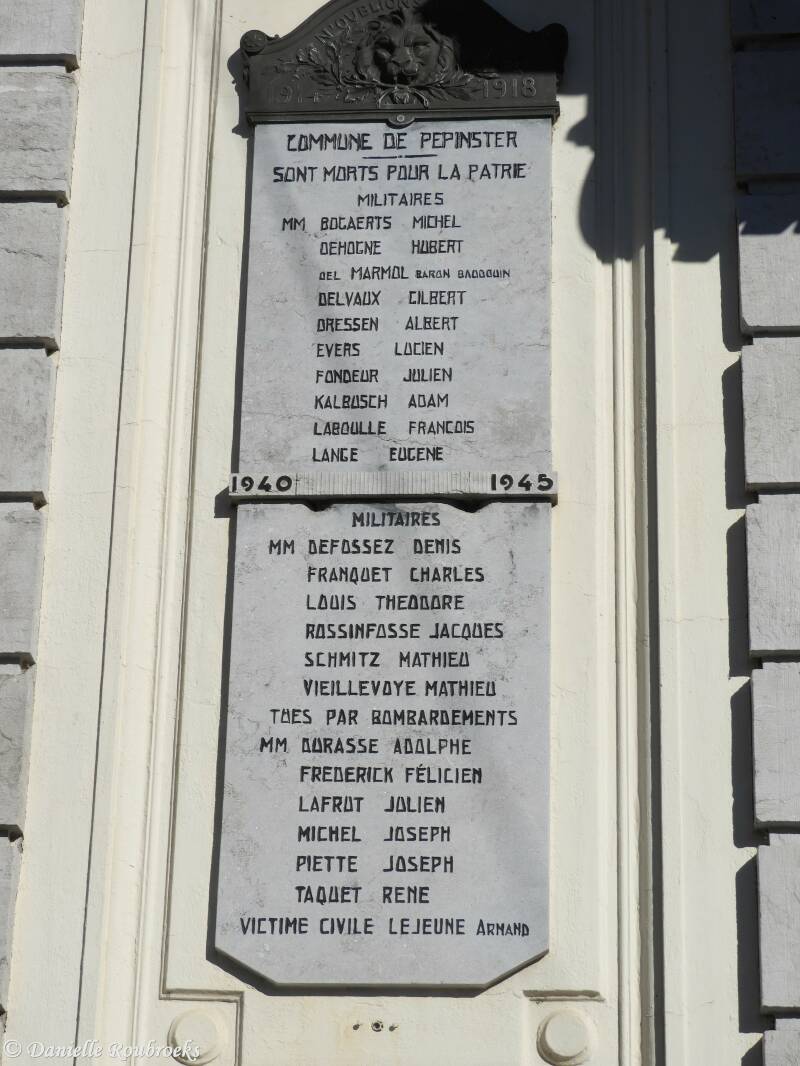 N'OUBLIONS
1914 1918
COMMUNE DE PEPINSTER
SONT MORTS POUR LA PATRIE
MILITAIRES
MM BOGAERTS MICHEL
DEHOGNE HUBERT
DEL MARMOL BARON BAUDOUIN
DELVAUX GILBERT
DRESSEN ALBERT
EVERS LUCIEN
FONDEUR JULIEN
KALBUSCH ADAM
LABOULLE FRANCOIS
LANGE EUGENE
1940 1945
MILITAIRES
MM DEFOSSEZ DENIS
FRANQUET CHARLES
LOUIS THEODORE
ROSSINFOSSE JACQUES
SCHMITZ MATHIEU
VIEILLEVOYE MATHIEU
TUES PAR BOMBARDEMENTS
MM DURASSE ADOLPHE
FREDERICK FÉLICIEN
LAFRUT JULIEN
MICHEL JOSEPH
PIETTE JOSEPH
TAQUET RENE
VICTIME CIVILE LEJEUNE ARMAND
© Danielle Roubroeks